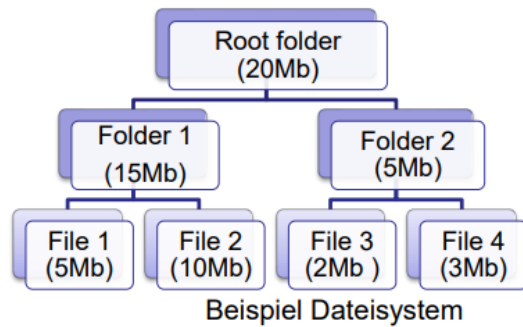 Root folder
(20Mb)
Folder 1
(15Mb)
Folder 2
(5Mb)
File 1
(5Mb)
File 2
(10Mb)
File 3
(2Mb )
File 4
(3Mb)
Beispiel Dateisystem